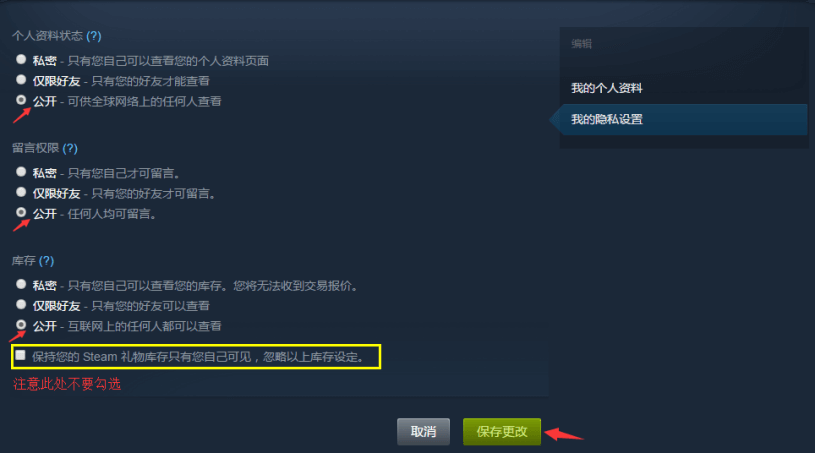 个人资料状态 (?)
私密 - 只有您自己可以查看您的个人资料页面
仅限好友 - 只有您的好友才能查看
公开 - 可供全球网络上的任何人查看
留言权限 (?)
私密 - 只有您自己才可留言。
仅限好友 - 只有您的好友才可留言。
公开 - 任何人均可留言。
库存 (?)
私密 - 只有您自己可以查看您的库存。您将无法收到交易报价。
仅限好友 - 只有您的好友可以查看
公开 - 互联网上的任何人都可以查看
保持您的 Steam 礼物库存只有您自己可见，忽略以上库存设定。
注意此处不要勾选
取消
保存更改
编辑
我的个人资料
我的隐私设置